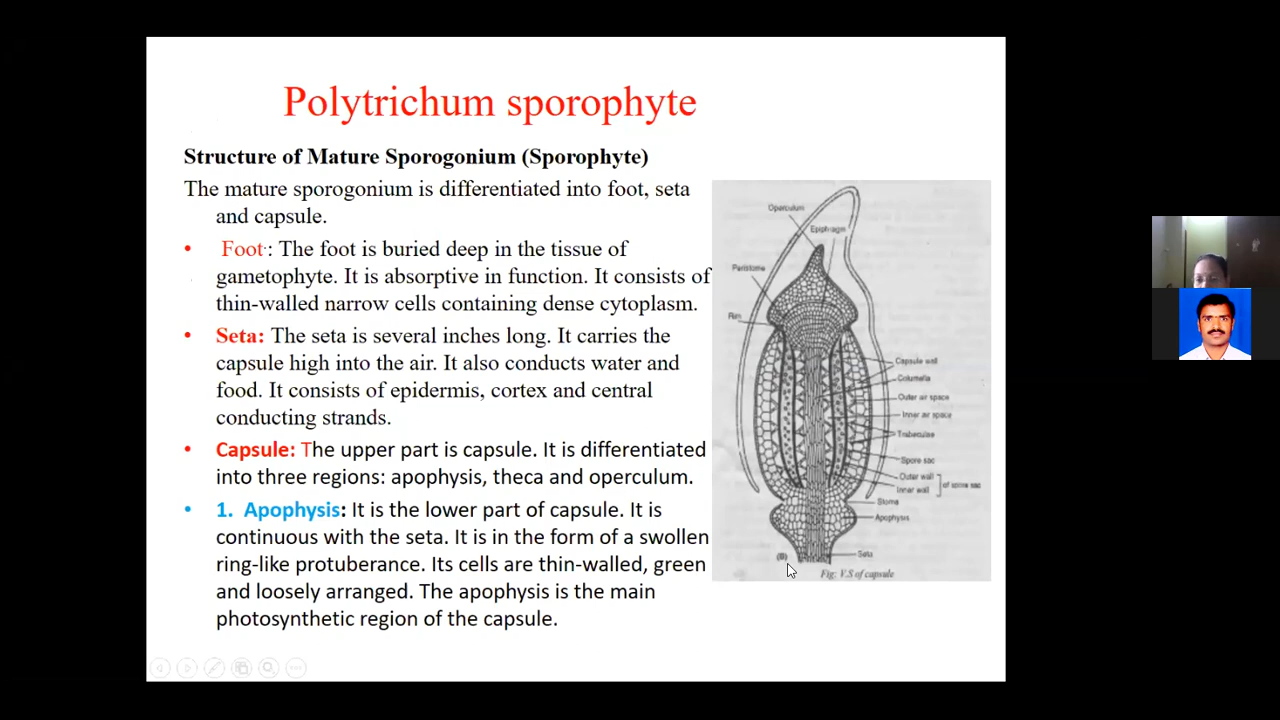 Polytrichum sporophyte
Structure of Mature Sporogonium (Sporophyte)
The mature sporogonium is differentiated into foot, seta
and capsule.
• Foot: The foot is buried deep in the tissue of
gametophyte. It is absorptive in function. It consists of
thin-walled narrow cells containing dense cytoplasm.
• Seta: The seta is several inches long. It carries the
capsule high into the air. It also conducts water and
food. It consists of epidermis, cortex and central
conducting strands.
• Capsule: The upper part is capsule. It is differentiated
into three regions: apophysis, theca and operculum.
• 1. Apophysis: It is the lower part of capsule. It is
continuous with the seta. It is in the form of a swollen
ring-like protuberance. Its cells are thin-walled, green
and loosely arranged. The apophysis is the main
photosynthetic region of the capsule.
Operculum
Epiphragm
Peristome
Rim
Capsule wall
Columella
Outer air space
Inner air space
Trabeculae
Spore sac
Outer wall
Inner wall
of spore sac
Stoma
Apophysis
Seta
(B)
Fig: V.S of capsule